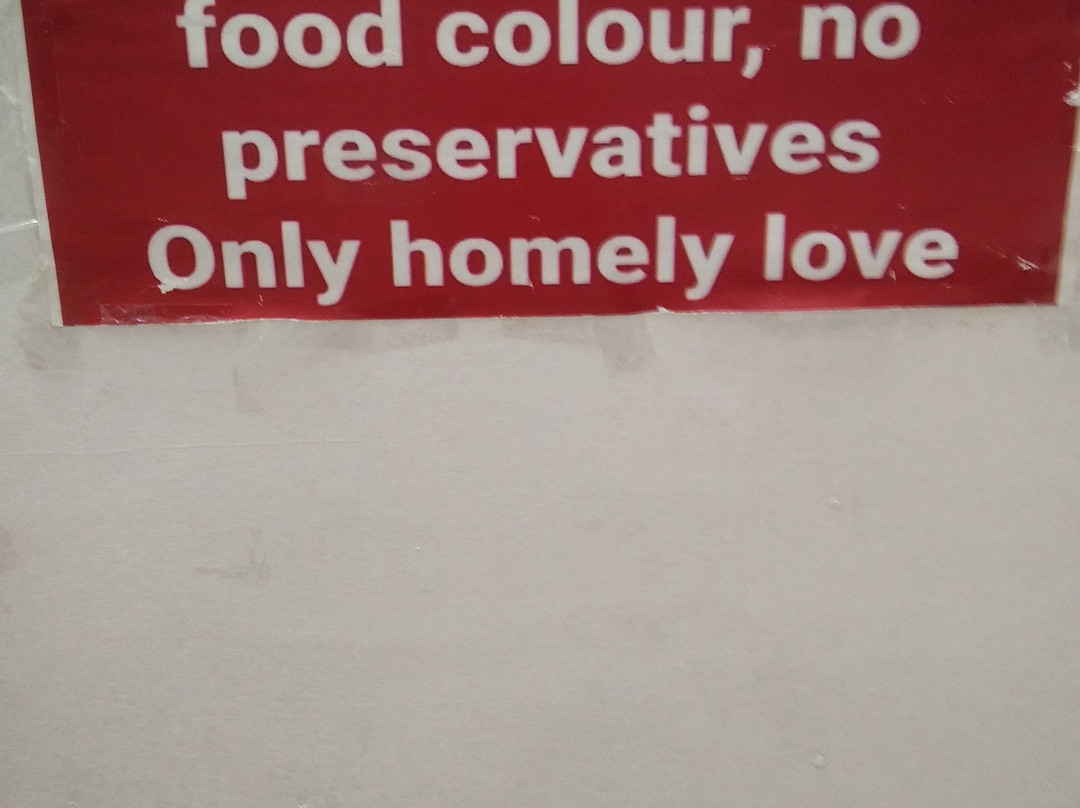 food colour, no
preservatives
Only homely love